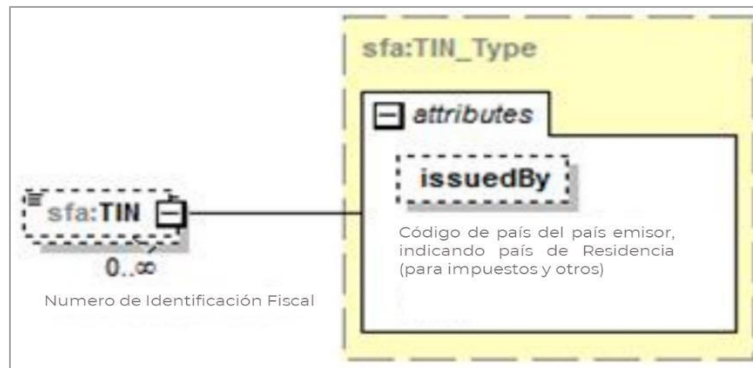 sfa:TIN_Type
attributes
issuedBy
Código de país del país emisor,
indicando país de Residencia
(para impuestos y otros)
sfa:TIN
0..∞
Numero de Identificación Fiscal